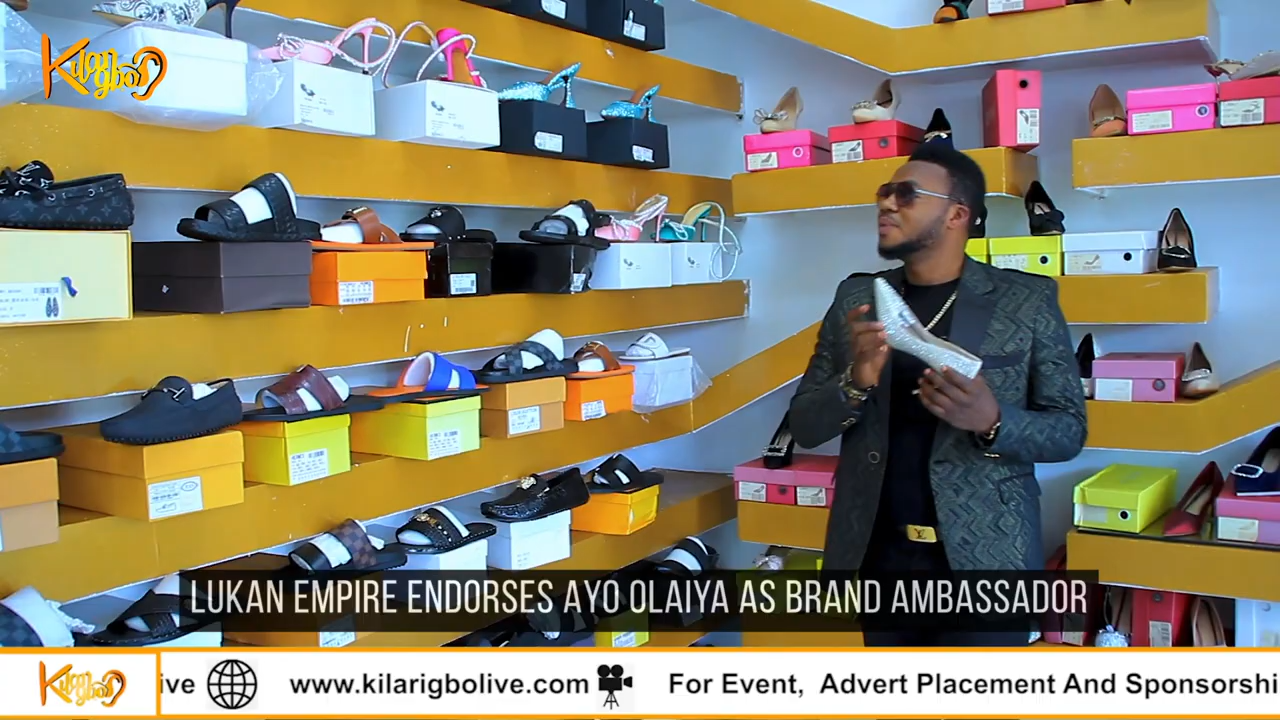 Kilarigbo
LUKAN EMPIRE ENDORSES AYO OLAIYA AS BRAND AMBASSADOR
Kilarigbo
ive
www.kilarigbolive.com
For Event, Advert Placement And Sponsorshi